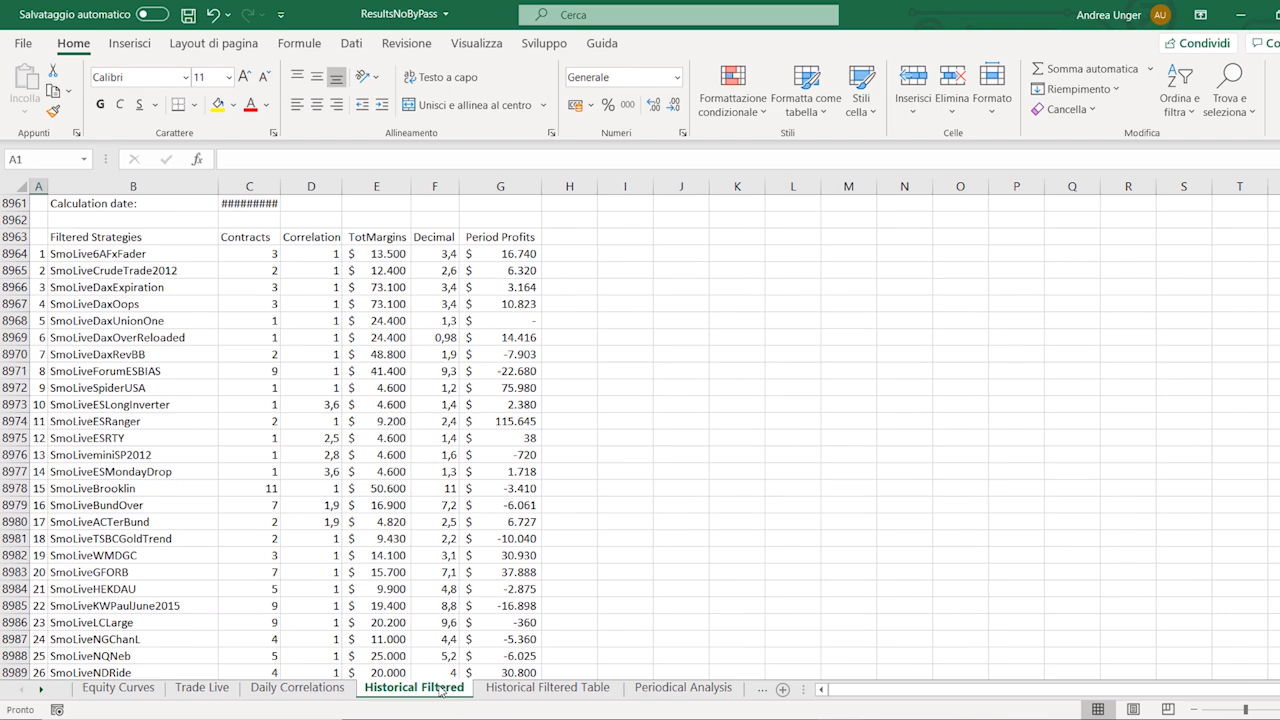 Salvataggio automatico ResultsNoByPass Cerca Andrea Unger AU
File Home Inserisci Layout di pagina Formule Dati Revisione Visualizza Sviluppo Guida Condividi Co
Incolla Calibri 11 Testo a capo Generale Formattazione condizionale Formatta come tabella Stili cella Inserisci Elimina Formato Somma automatica Ordina e filtra Trova e seleziona
G C S A Unisci e allinea al centro % 000 Riempimento
Cancella
Appunti Carattere Allineamento Numeri Stili Celle Modifica
A1 fx
A B C D E F G H I J K L M N O P Q R S T
8961 Calculation date: #########
8962
8963 Filtered Strategies Contracts Correlation TotMargins Decimal Period Profits
8964 1 SmoLive6AFxFader 3 1 $ 13.500 3,4 $ 16.740
8965 2 SmoLiveCrudeTrade2012 2 1 $ 12.400 2,6 $ 6.320
8966 3 SmoLiveDaxExpiration 3 1 $ 73.100 3,4 $ 3.164
8967 4 SmoLiveDaxOops 3 1 $ 73.100 3,4 $ 10.823
8968 5 SmoLiveDaxUnionOne 1 1 $ 24.400 1,3 $ -
8969 6 SmoLiveDaxOverReloaded 1 1 $ 24.400 0,98 $ 14.416
8970 7 SmoLiveDaxRevBB 2 1 $ 48.800 1,9 $ -7.903
8971 8 SmoLiveForumESBIAS 9 1 $ 41.400 9,3 $ -22.680
8972 9 SmoLiveSpiderUSA 1 1 $ 4.600 1,2 $ 75.980
8973 10 SmoLiveESLongInverter 1 3,6 $ 4.600 1,4 $ 2.380
8974 11 SmoLiveESRanger 2 1 $ 9.200 2,4 $ 115.645
8975 12 SmoLiveESRTY 1 2,5 $ 4.600 1,4 $ 38
8976 13 SmoLiveminiSP2012 1 2,8 $ 4.600 1,6 $ -720
8977 14 SmoLiveESMondayDrop 1 3,6 $ 4.600 1,3 $ 1.718
8978 15 SmoLiveBrooklin 11 1 $ 50.600 11 $ -3.410
8979 16 SmoLiveBundOver 7 1,9 $ 16.900 7,2 $ -6.061
8980 17 SmoLiveACTerBund 2 1,9 $ 4.820 2,5 $ 6.727
8981 18 SmoLiveTSBCGoldTrend 2 1 $ 9.430 2,2 $ -10.040
8982 19 SmoLiveWMDGC 3 1 $ 14.100 3,1 $ 30.930
8983 20 SmoLiveGFORB 7 1 $ 15.700 7,1 $ 37.888
8984 21 SmoLiveHEKDAU 5 1 $ 9.900 4,8 $ -2.875
8985 22 SmoLiveKWPaulJune2015 9 1 $ 19.400 8,8 $ -16.898
8986 23 SmoLiveLCLarge 9 1 $ 20.200 9,6 $ -360
8987 24 SmoLiveNGChanL 4 1 $ 11.000 4,4 $ -5.360
8988 25 SmoLiveNQNeb 5 1 $ 25.000 5,2 $ -6.025
8989 26 SmoLiveNDRide 4 1 $ 20.000 4 $ 30.800
Equity Curves Trade Live Daily Correlations Historical Filtered Historical Filtered Table Periodical Analysis ...
Pronto